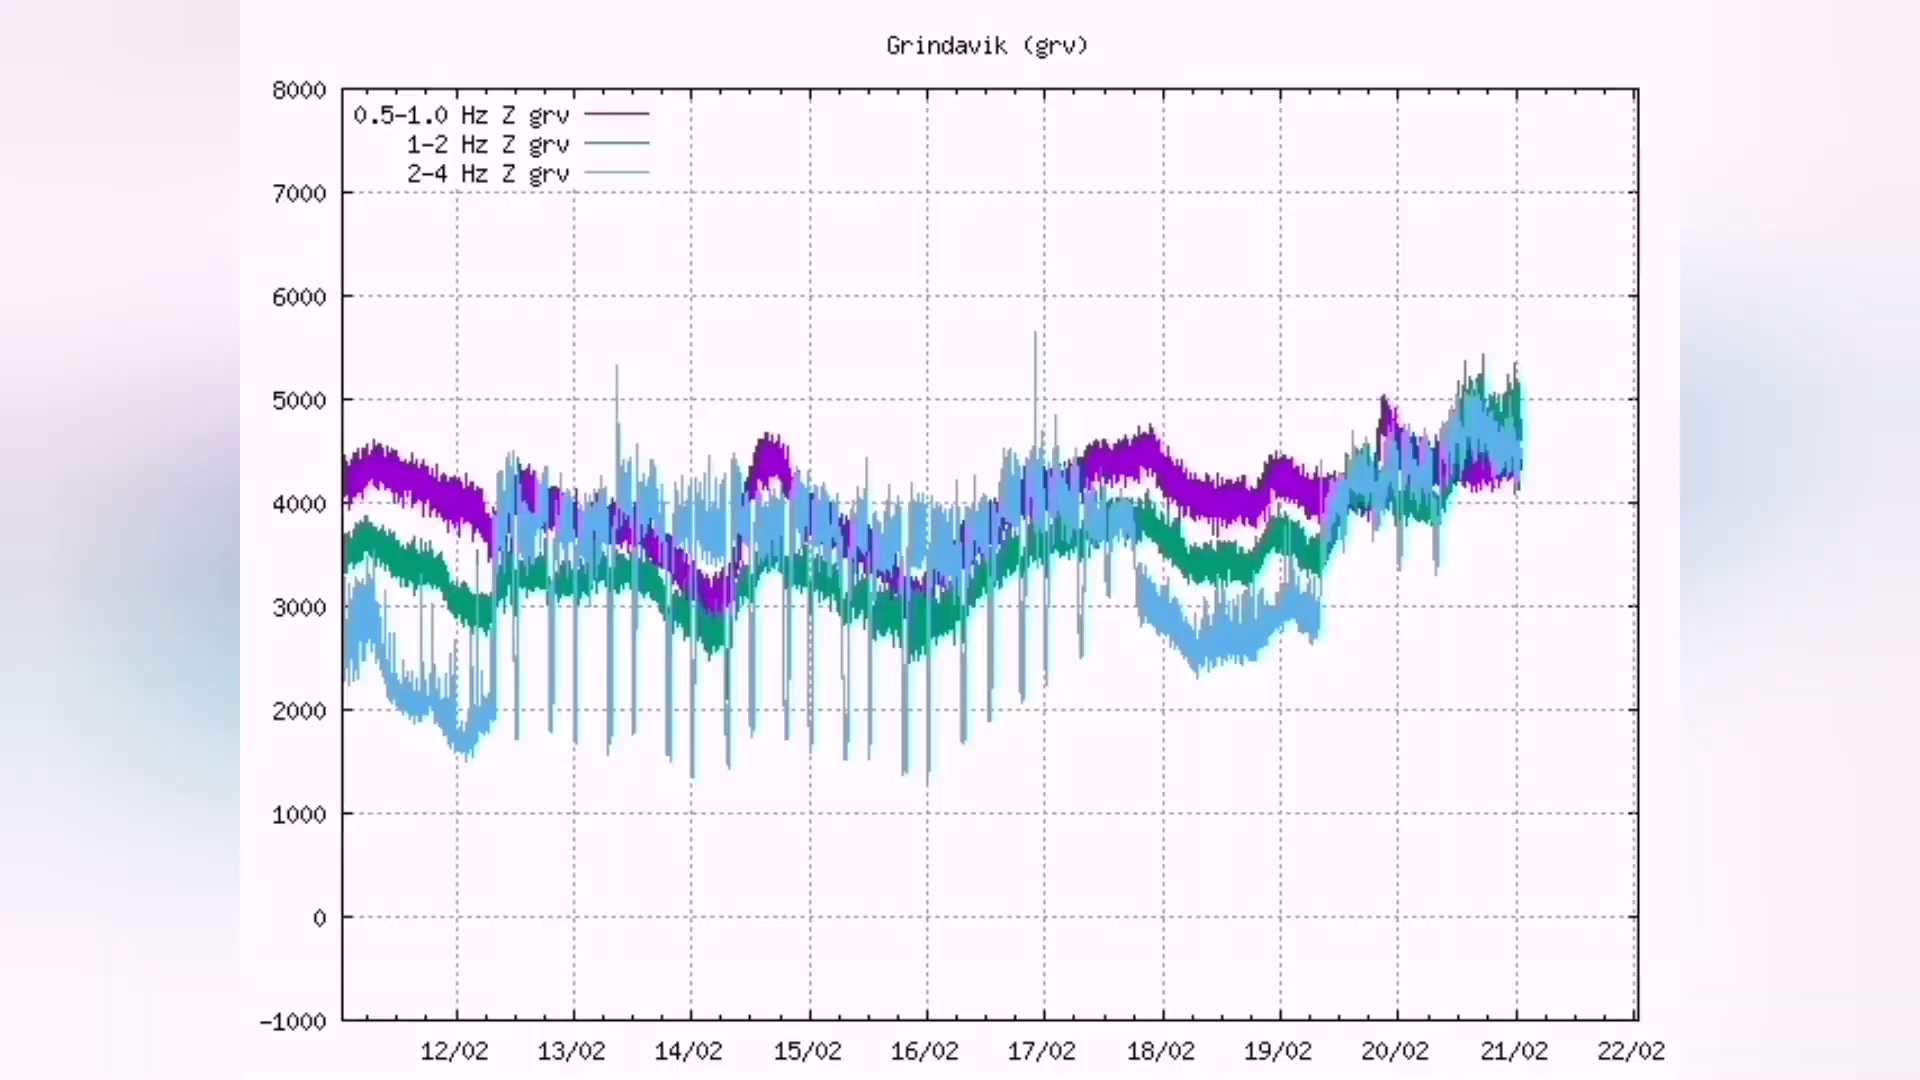 Grindavik (grv)
8000
0.5-1.0 Hz Z grv
1-2 Hz Z grv
2-4 Hz Z grv
7000
6000
5000
4000
3000
2000
1000
0
-1000
12/02 13/02 14/02 15/02 16/02 17/02 18/02 19/02 20/02 21/02 22/02